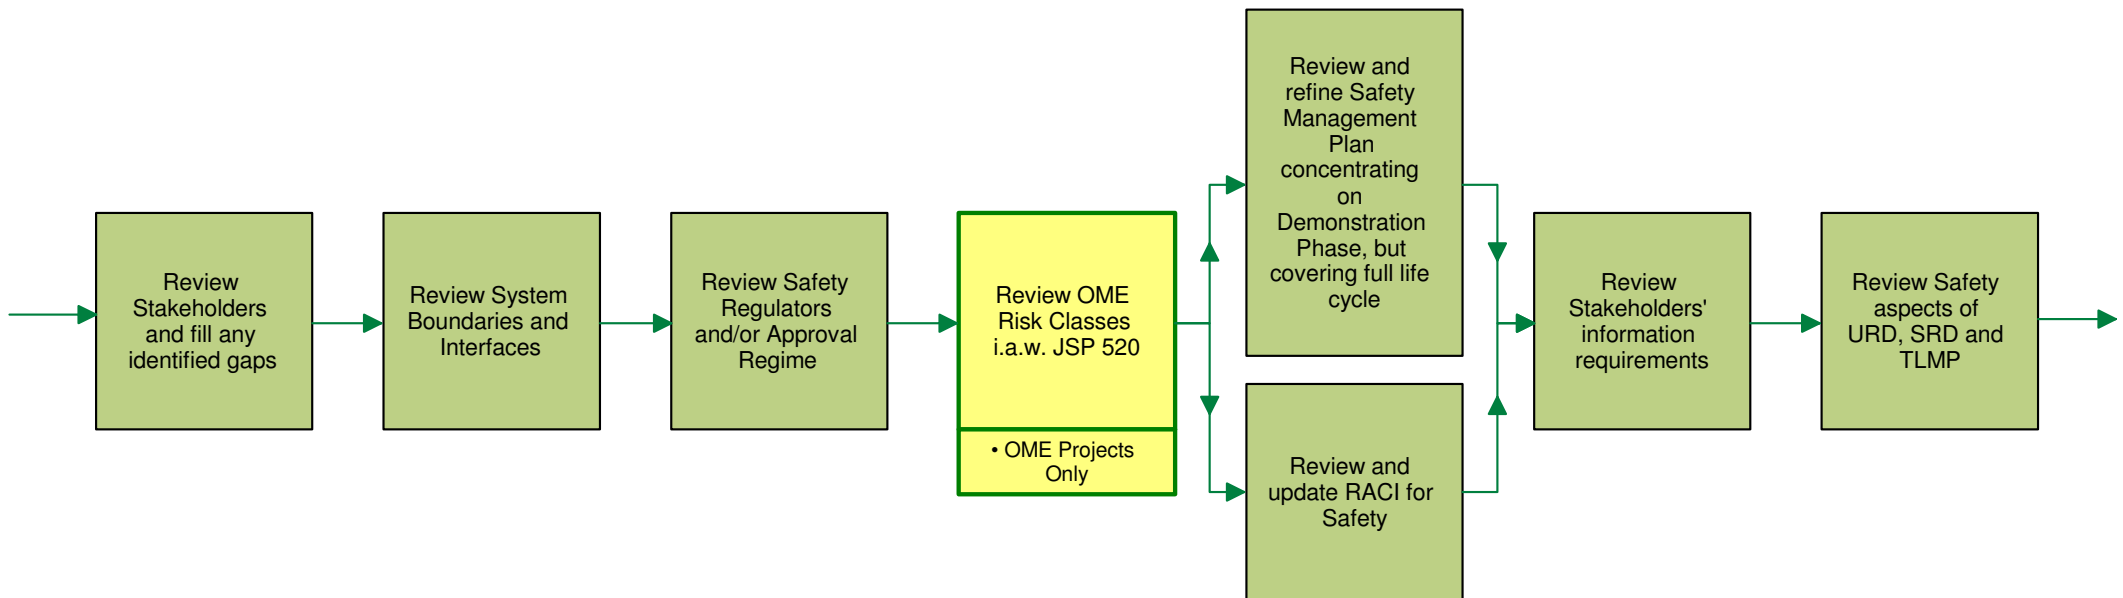 Review
Stakeholders
and fill any
identified gaps
Review System
Boundaries and
Interfaces
Review Safety
Regulators
and/or Approval
Regime
Review OME
Risk Classes
i.a.w. JSP 520
• OME Projects
Only
Review and
refine Safety
Management
Plan
concentrating
on
Demonstration
Phase, but
covering full life
cycle
Review and
update RACI for
Safety
Review
Stakeholders'
information
requirements
Review Safety
aspects of
URD, SRD and
TLMP